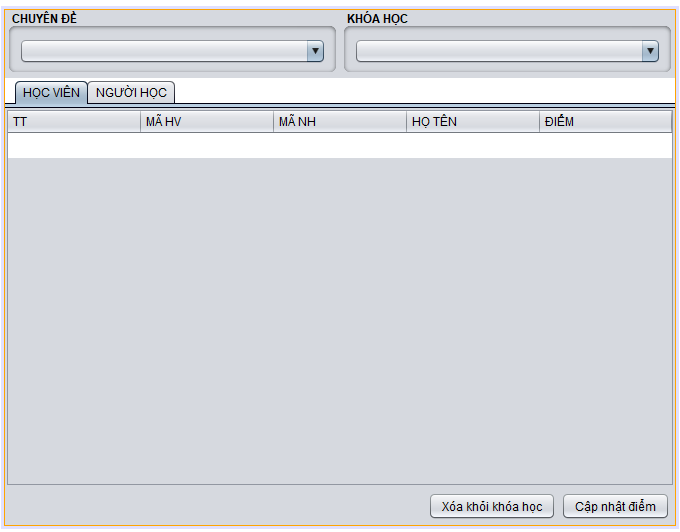 CHUYÊN ĐỀ KHÓA HỌC
HỌC VIÊN NGƯỜI HỌC
TT MÃ HV MÃ NH HỌ TÊN ĐIỂM
Xóa khỏi khóa học Cập nhật điểm